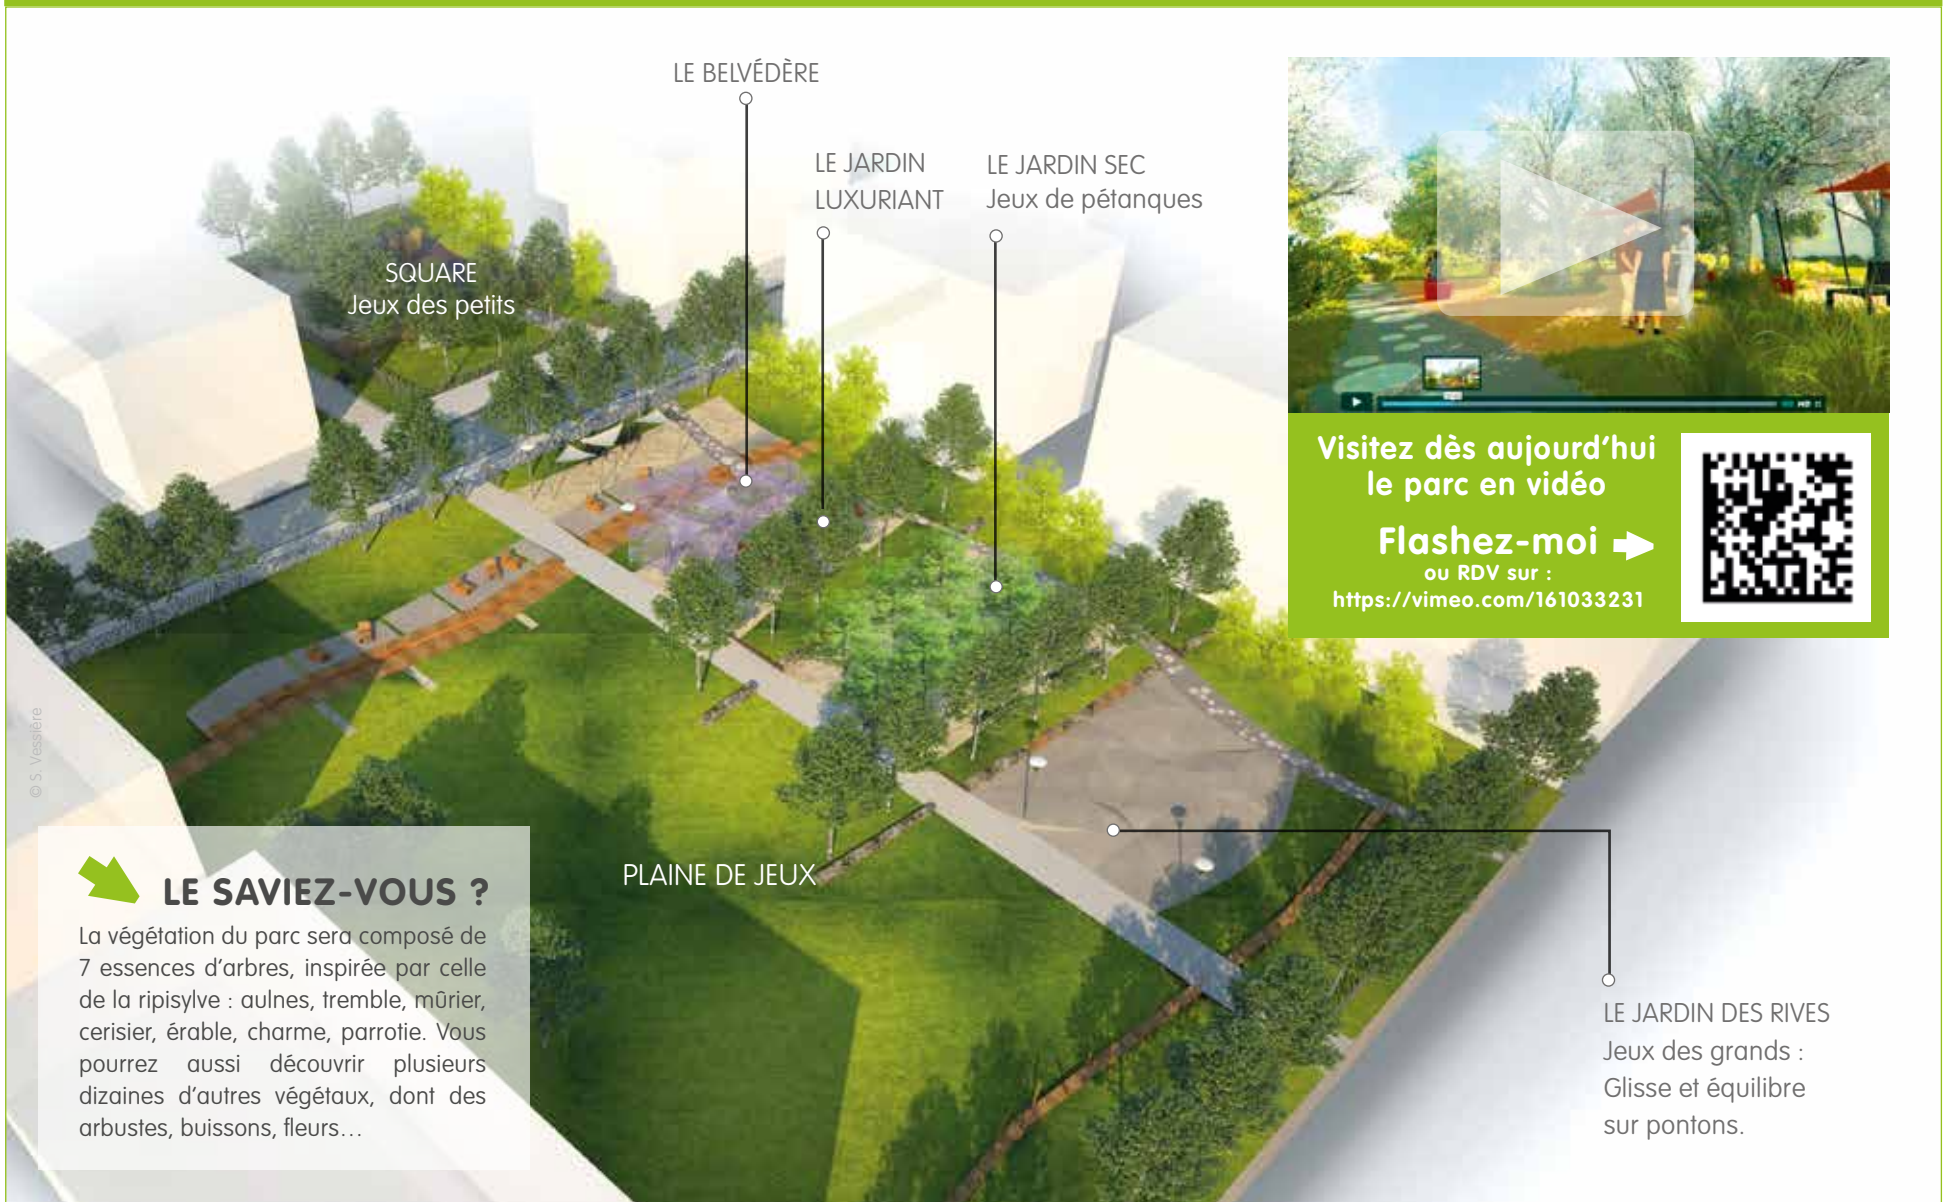 LE BELVÉDÈRE
LE JARDIN
LUXURIANT
LE JARDIN SEC
Jeux de pétanques
SQUARE
Jeux des petits
Visitez dès aujourd'hui
le parc en vidéo
Flashez-moi
ou RDV sur :
https://vimeo.com/161033231
© S. Vessière
PLAINE DE JEUX
LE SAVIEZ-VOUS ?
La végétation du parc sera composé de
7 essences d'arbres, inspirée par celle
de la ripisylve : aulnes, tremble, mûrier,
cerisier, érable, charme, parrotie. Vous
pourrez aussi découvrir plusieurs
dizaines d'autres végétaux, dont des
arbustes, buissons, fleurs…
LE JARDIN DES RIVES
Jeux des grands :
Glisse et équilibre
sur pontons.